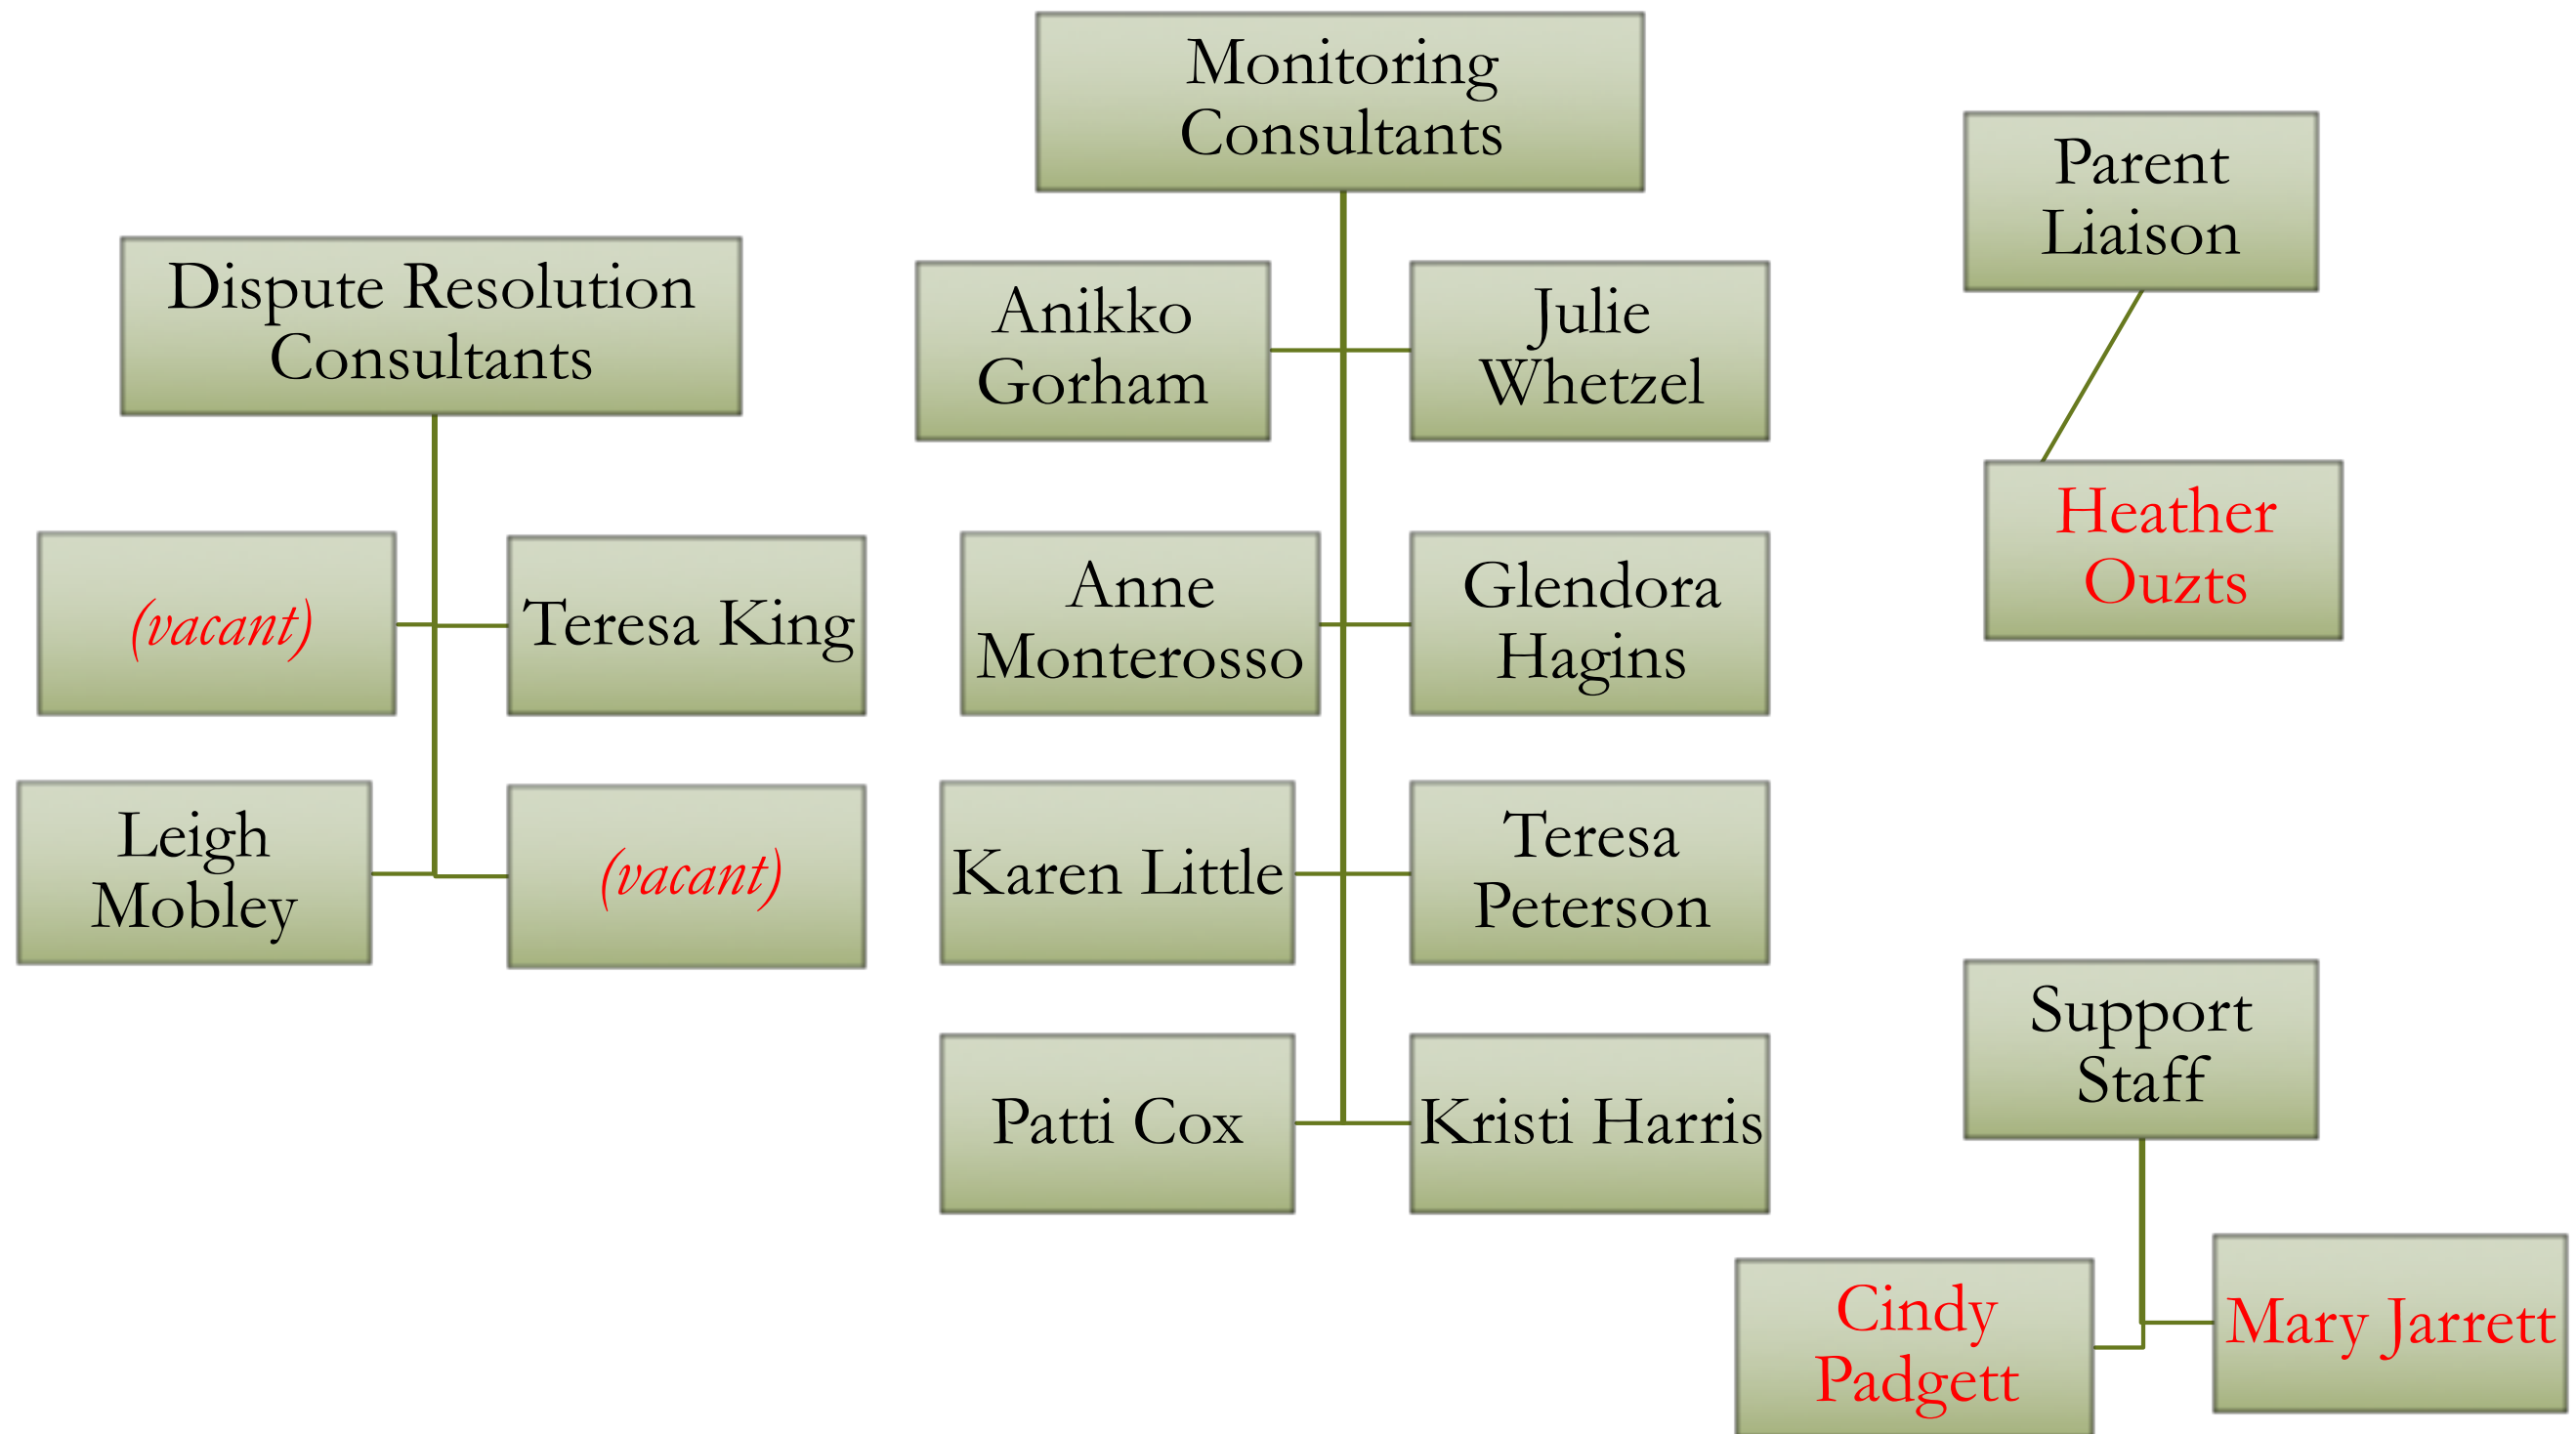 Monitoring
Consultants
Anikko
Gorham
Julie
Whetzel
Anne
Monterosso
Glendora
Hagins
Karen Little
Teresa
Peterson
Patti Cox
Kristi Harris
Dispute Resolution
Consultants
(vacant)
Teresa King
Leigh
Mobley
(vacant)
Parent
Liaison
Heather
Ouzts
Support
Staff
Cindy
Padgett
Mary Jarrett